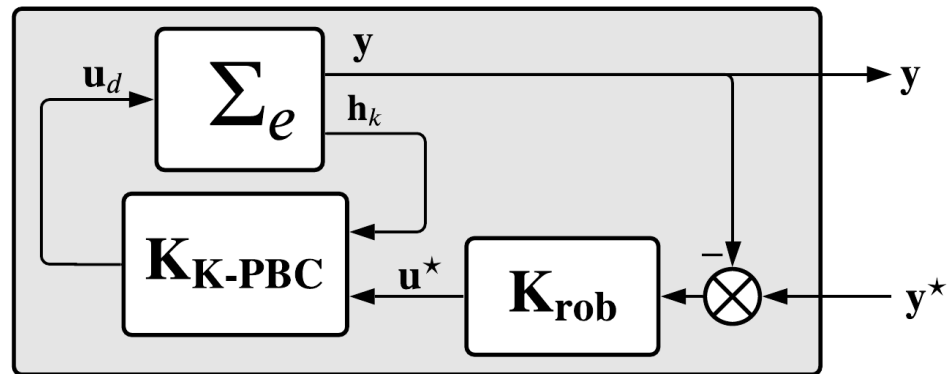 y
u_d
Σ_e
y
h_k
K_K-PBC
u^⋆
K_rob
−
y^⋆